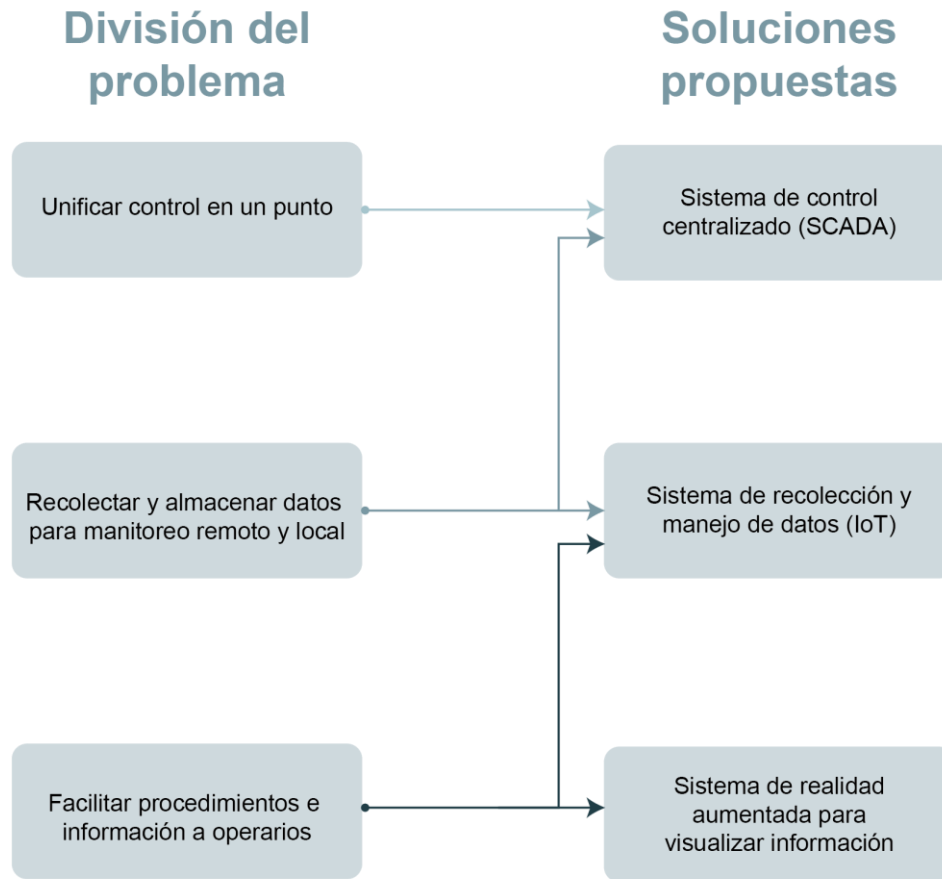 División del
problema
Soluciones
propuestas
Unificar control en un punto
Sistema de control
centralizado (SCADA)
Recolectar y almacenar datos
para manitoreo remoto y local
Sistema de recolección y
manejo de datos (IoT)
Facilitar procedimientos e
información a operarios
Sistema de realidad
aumentada para
visualizar información